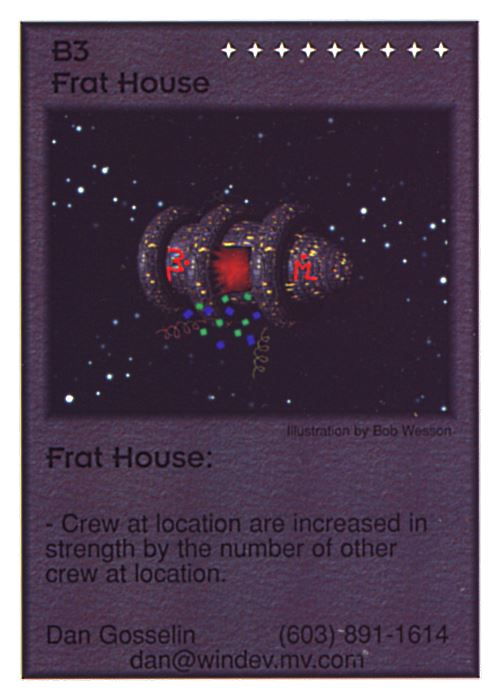 B3
Frat House
Illustration by Bob Wesson
Frat House:
- Crew at location are increased in
strength by the number of other
crew at location.
Dan Gosselin (603) 891-1614
dan@windev.mv.com